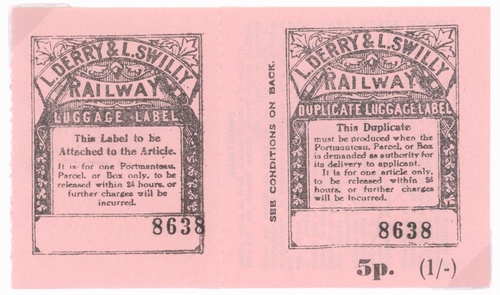 L. DERRY & L. SWILLY
RAILWAY
LUGGAGE LABEL
This Label to be
Attached to the Article.
It is for one Portmanteau,
Parcel, or Box only, to be
released within 24 hours, or
further charges will be
incurred.
8638
SEE CONDITIONS ON BACK.
L. DERRY & L. SWILLY
RAILWAY
DUPLICATE LUGGAGE LABEL
This Duplicate
must be produced when the
Portmanteau, Parcel, or Box
is demanded as authority for
its delivery to applicant.
It is for one article only,
to be released within 24
hours, or further charges
will be incurred.
8638
5p. (1/-)